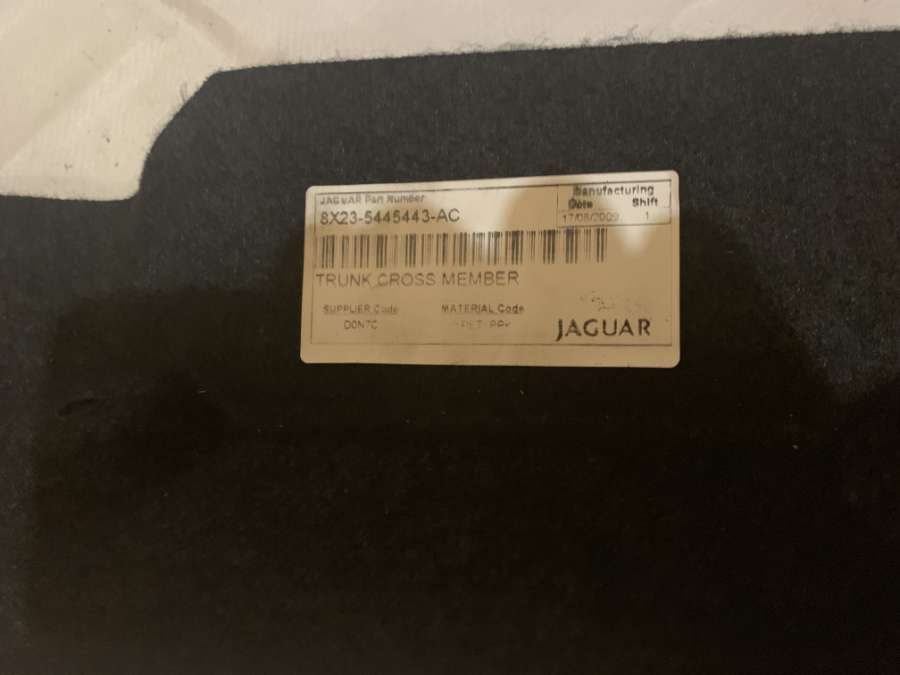 JAGUAR Part Number
8X23-5445443-AC
Manufacturing
Date Shift
17/08/2009 1
TRUNK CROSS MEMBER
SUPPLIER Code MATERIAL Code
JAGUAR